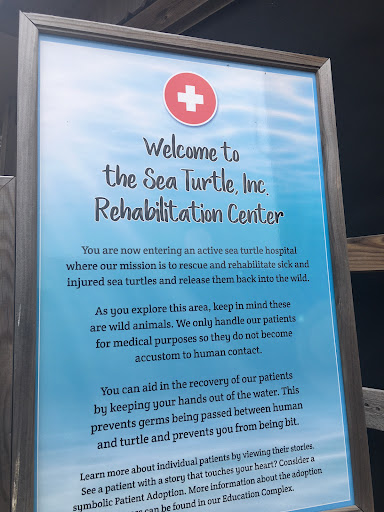 Welcome to
the Sea Turtle, Inc.
Rehabilitation Center
You are now entering an active sea turtle hospital
where our mission is to rescue and rehabilitate sick and
injured sea turtles and release them back into the wild.
As you explore this area, keep in mind these
are wild animals. We only handle our patients
for medical purposes so they do not become
accustom to human contact.
You can aid in the recovery of our patients
by keeping your hands out of the water. This
prevents germs being passed between human
and turtle and prevents you from being bit.
Learn more about individual patients by viewing their stories.
See a patient with a story that touches your heart? Consider a
symbolic Patient Adoption. More information about the adoption
can be found in our Education Complex.